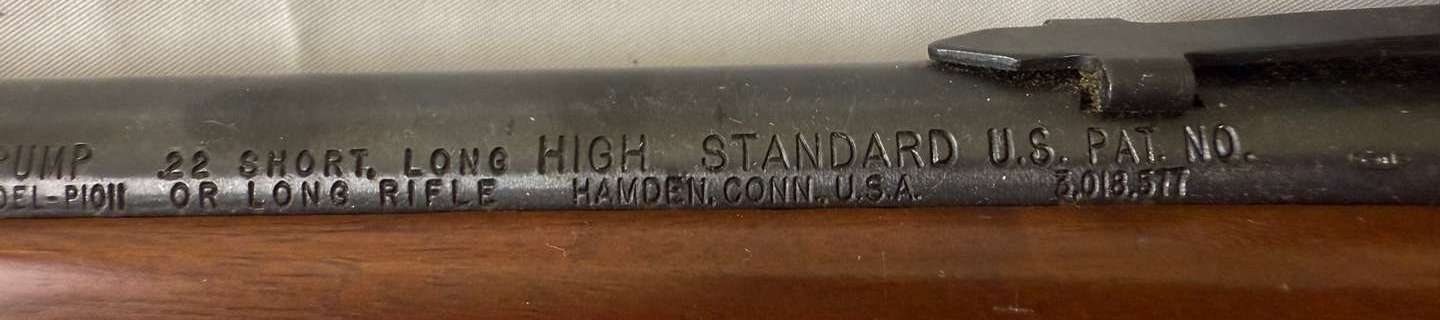 PUMP .22 SHORT, LONG HIGH STANDARD U.S. PAT. NO.
DEL-P1011 OR LONG RIFLE HAMDEN, CONN., U.S.A. 3,018,577